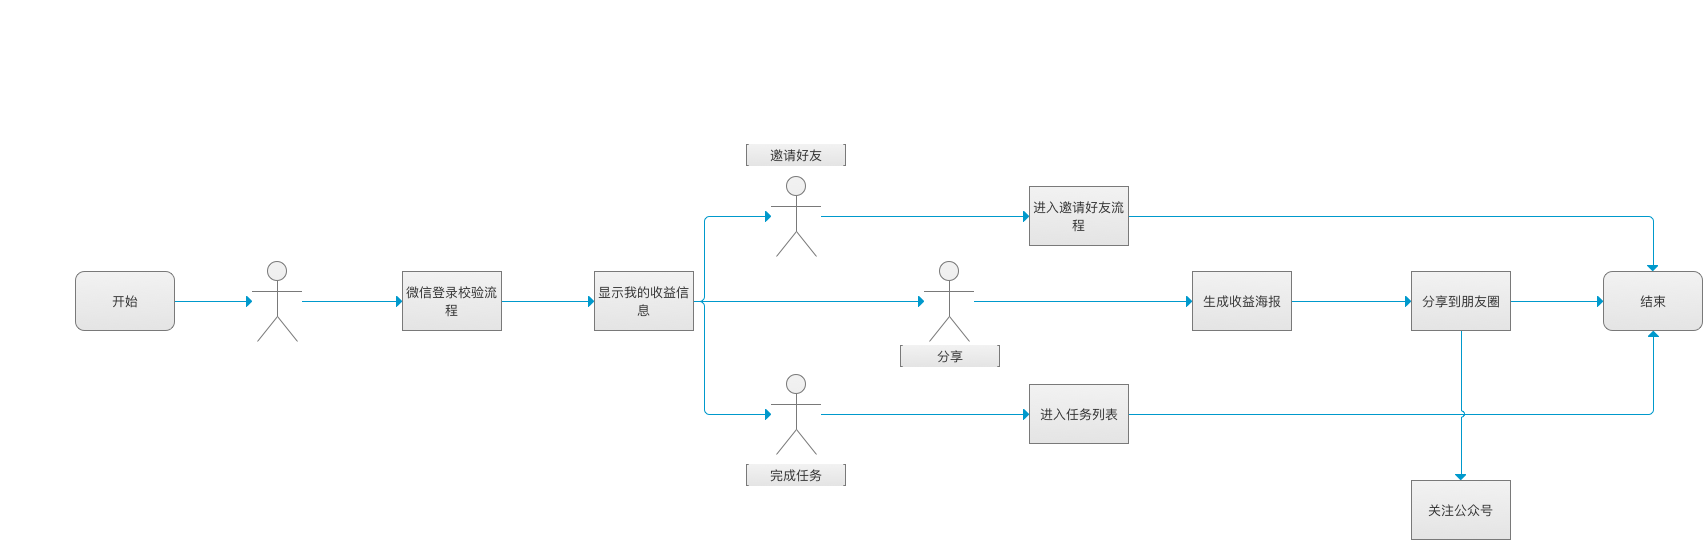 邀请好友
进入邀请好友流
程
开始
微信登录校验流
程
显示我的收益信
息
生成收益海报
分享到朋友圈
结束
分享
进入任务列表
完成任务
关注公众号